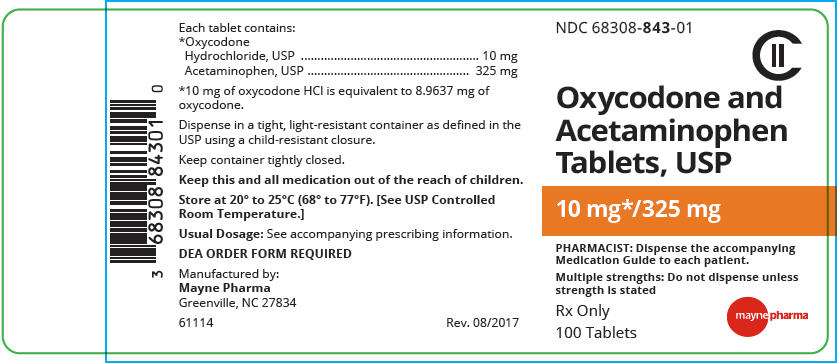 Each tablet contains:
*Oxycodone
Hydrochloride, USP ...................................................... 10 mg
Acetaminophen, USP ................................................. 325 mg
*10 mg of oxycodone HCl is equivalent to 8.9637 mg of
oxycodone.
Dispense in a tight, light-resistant container as defined in the
USP using a child-resistant closure.
Keep container tightly closed.
Keep this and all medication out of the reach of children.
Store at 20° to 25°C (68° to 77°F). [See USP Controlled
Room Temperature.]
Usual Dosage: See accompanying prescribing information.
DEA ORDER FORM REQUIRED
Manufactured by:
Mayne Pharma
Greenville, NC 27834
61114 Rev. 08/2017
3 68308 84301 0
NDC 68308-843-01
CII
Oxycodone and
Acetaminophen
Tablets, USP
10 mg*/325 mg
PHARMACIST: Dispense the accompanying
Medication Guide to each patient.
Multiple strengths: Do not dispense unless
strength is stated
Rx Only
100 Tablets
maynepharma